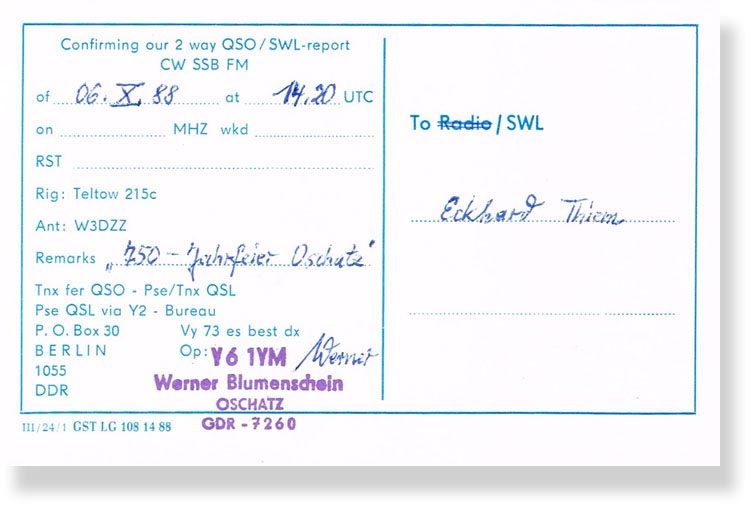 Confirming our 2 way QSO/SWL-report
CW SSB FM
of 06. X. 88 at 14.20 UTC
on MHZ wkd
RST
Rig: Teltow 215c
Ant: W3DZZ
Remarks „750 - Jahrfeier Oschatz"
Tnx fer QSO - Pse/Tnx QSL
Pse QSL via Y2 - Bureau
P. O. Box 30 Vy 73 es best dx
BERLIN Op: Y6 1YM Werner
1055 Werner Blumenschein
DDR OSCHATZ
GDR - 7260
III/24/1 GST LG 108 14 88
To Radio / SWL
Eckhard Thiem